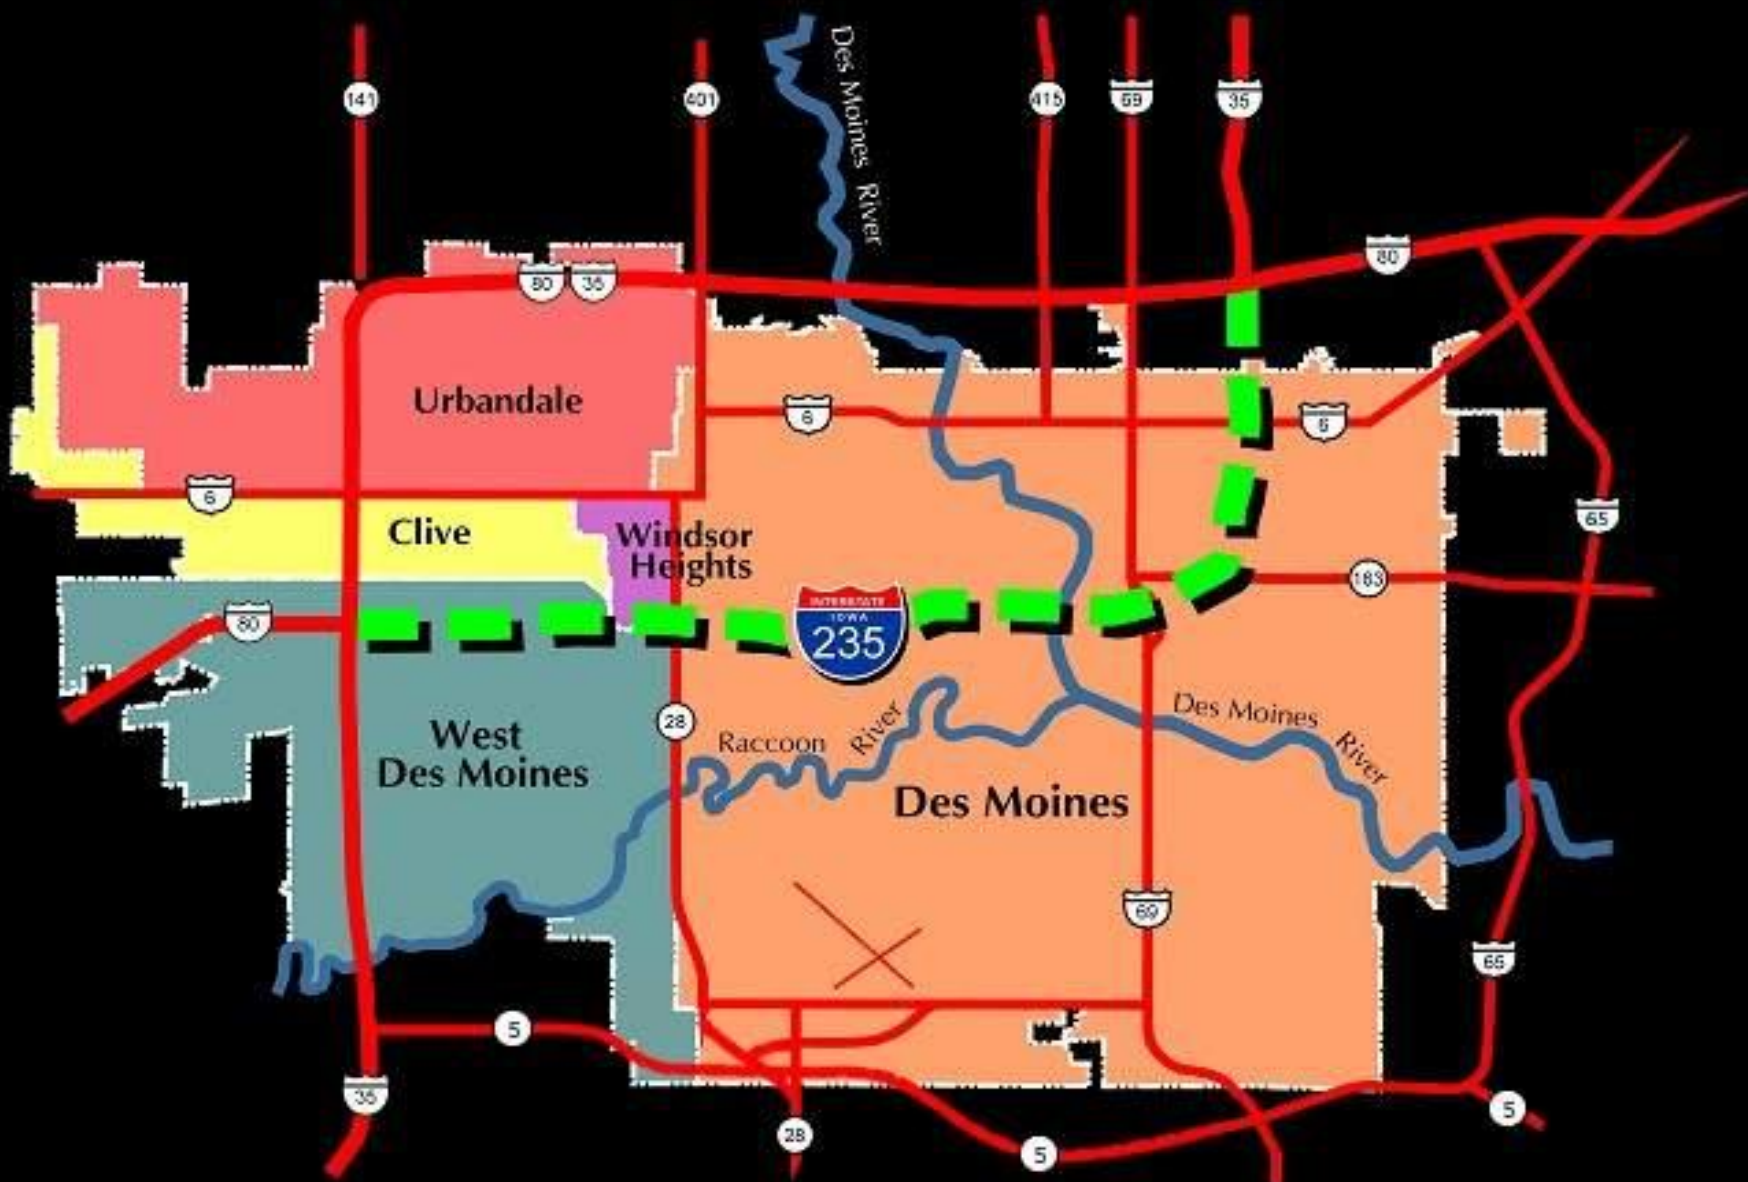 141
401
415
69
35
Des Moines River
80
35
80
Urbandale
6
6
6
Clive
Windsor
Heights
65
163
80
INTERSTATE
IOWA
235
West
Des Moines
28
Raccoon River
Des Moines River
Des Moines
69
65
5
35
28
5
5